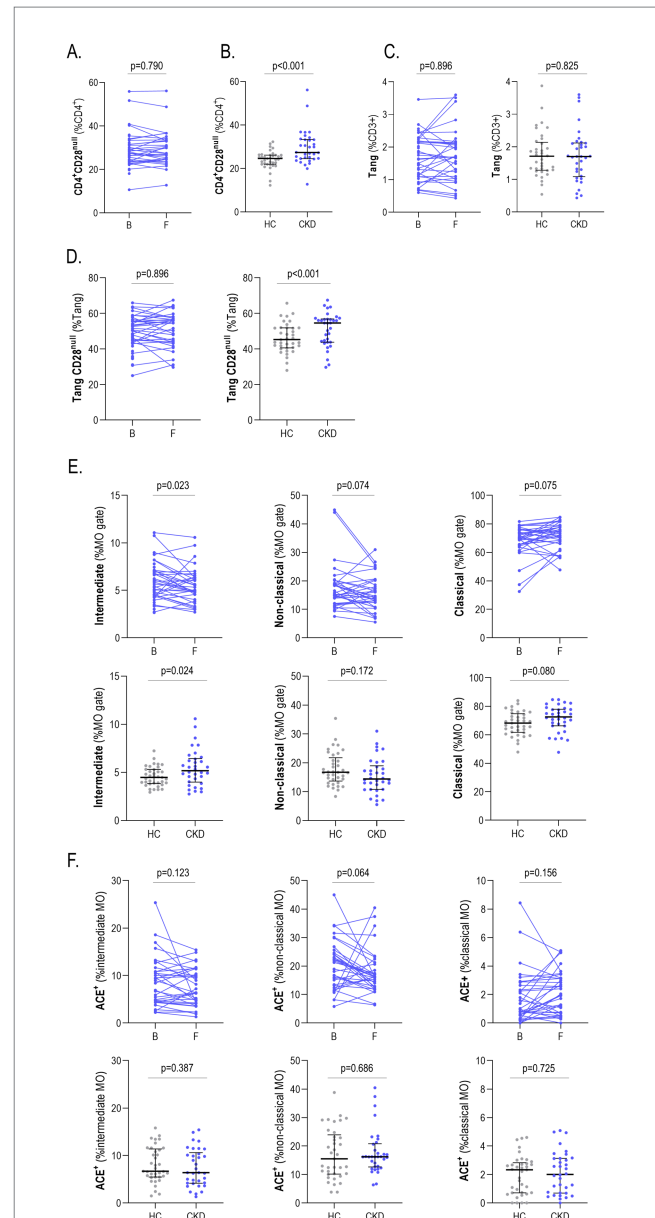 A.
B.
C.
p=0.790
p<0.001
p=0.896
p=0.825
CD4⁺CD28ⁿᵘˡˡ (%CD4⁺)
60
40
20
0
B F
CD4⁺CD28ⁿᵘˡˡ (%CD4⁺)
60
40
20
0
HC CKD
Tang (%CD3+)
4
3
2
1
0
B F
Tang (%CD3+)
4
3
2
1
0
HC CKD
D.
p=0.896
p<0.001
Tang CD28ⁿᵘˡˡ (%Tang)
80
60
40
20
0
B F
Tang CD28ⁿᵘˡˡ (%Tang)
80
60
40
20
0
HC CKD
E.
p=0.023
p=0.074
p=0.075
Intermediate (%MO gate)
15
10
5
0
B F
Non-classical (%MO gate)
50
40
30
20
10
0
B F
Classical (%MO gate)
100
80
60
40
20
0
B F
p=0.024
p=0.172
p=0.080
Intermediate (%MO gate)
15
10
5
0
HC CKD
Non-classical (%MO gate)
50
40
30
20
10
0
HC CKD
Classical (%MO gate)
100
80
60
40
20
0
HC CKD
F.
p=0.123
p=0.064
p=0.156
ACE⁺ (%intermediate MO)
30
20
10
0
B F
ACE⁺ (%non-classical MO)
50
40
30
20
10
0
B F
ACE+ (%classical MO)
10
8
6
4
2
0
B F
p=0.387
p=0.686
p=0.725
ACE⁺ (%intermediate MO)
30
20
10
0
HC CKD
ACE⁺ (%non-classical MO)
50
40
30
20
10
0
HC CKD
ACE⁺ (%classical MO)
10
8
6
4
2
0
HC CKD